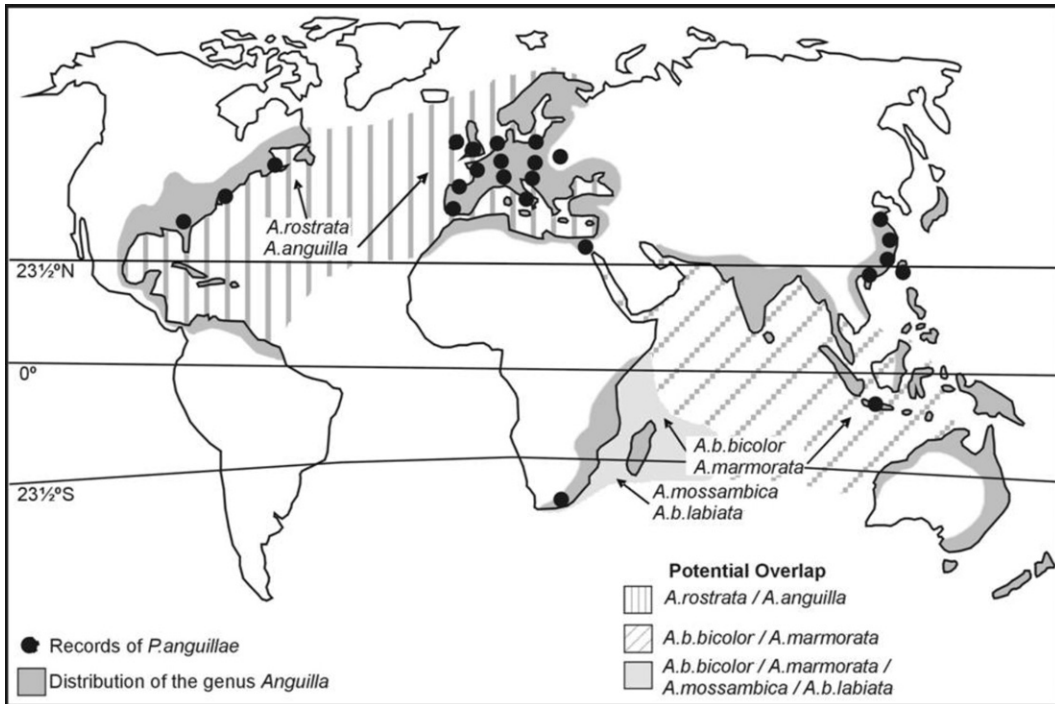 A.rostrata
A.anguilla
23½ºN
0º
A.b.bicolor
A.marmorata
23½ºS
A.mossambica
A.b.labiata
Potential Overlap
A.rostrata / A.anguilla
A.b.bicolor / A.marmorata
A.b.bicolor / A.marmorata /
A.mossambica / A.b.labiata
Records of P.anguillae
Distribution of the genus Anguilla